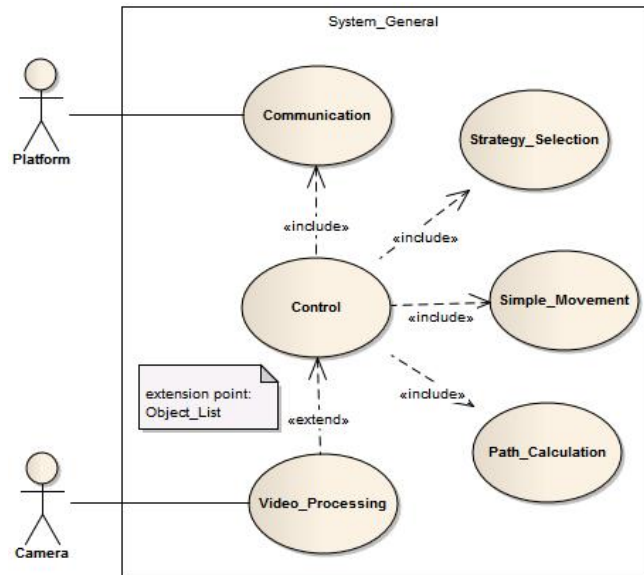 System_General
Platform
Communication
Strategy_Selection
«include»
«include»
Control
Simple_Movement
«include»
extension point:
Object_List
«include»
«extend»
Path_Calculation
Video_Processing
Camera